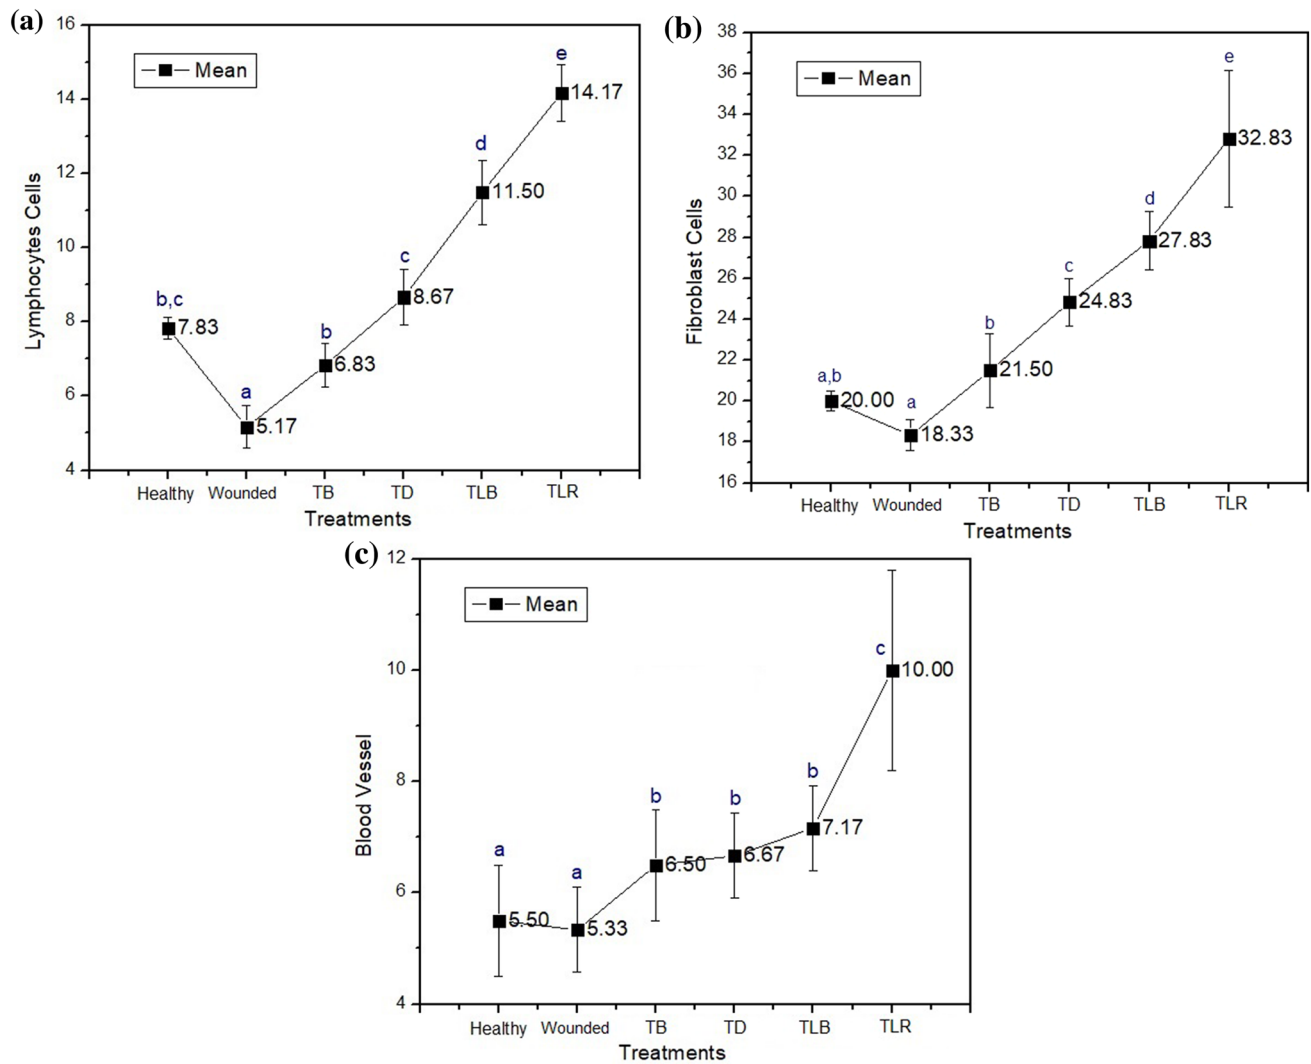 (a)
16
14
12
10
8
6
4
Lymphocytes Cells
Mean
b,c
7.83
a
5.17
b
6.83
c
8.67
d
11.50
e
14.17
Healthy Wounded TB TD TLB TLR
Treatments
(b)
38
36
34
32
30
28
26
24
22
20
18
16
Fibroblast Cells
Mean
a,b
20.00
a
18.33
b
21.50
c
24.83
d
27.83
e
32.83
Healthy Wounded TB TD TLB TLR
Treatments
(c)
12
10
8
6
4
Blood Vessel
Mean
a
5.50
a
5.33
b
6.50
b
6.67
b
7.17
c
10.00
Healthy Wounded TB TD TLB TLR
Treatments